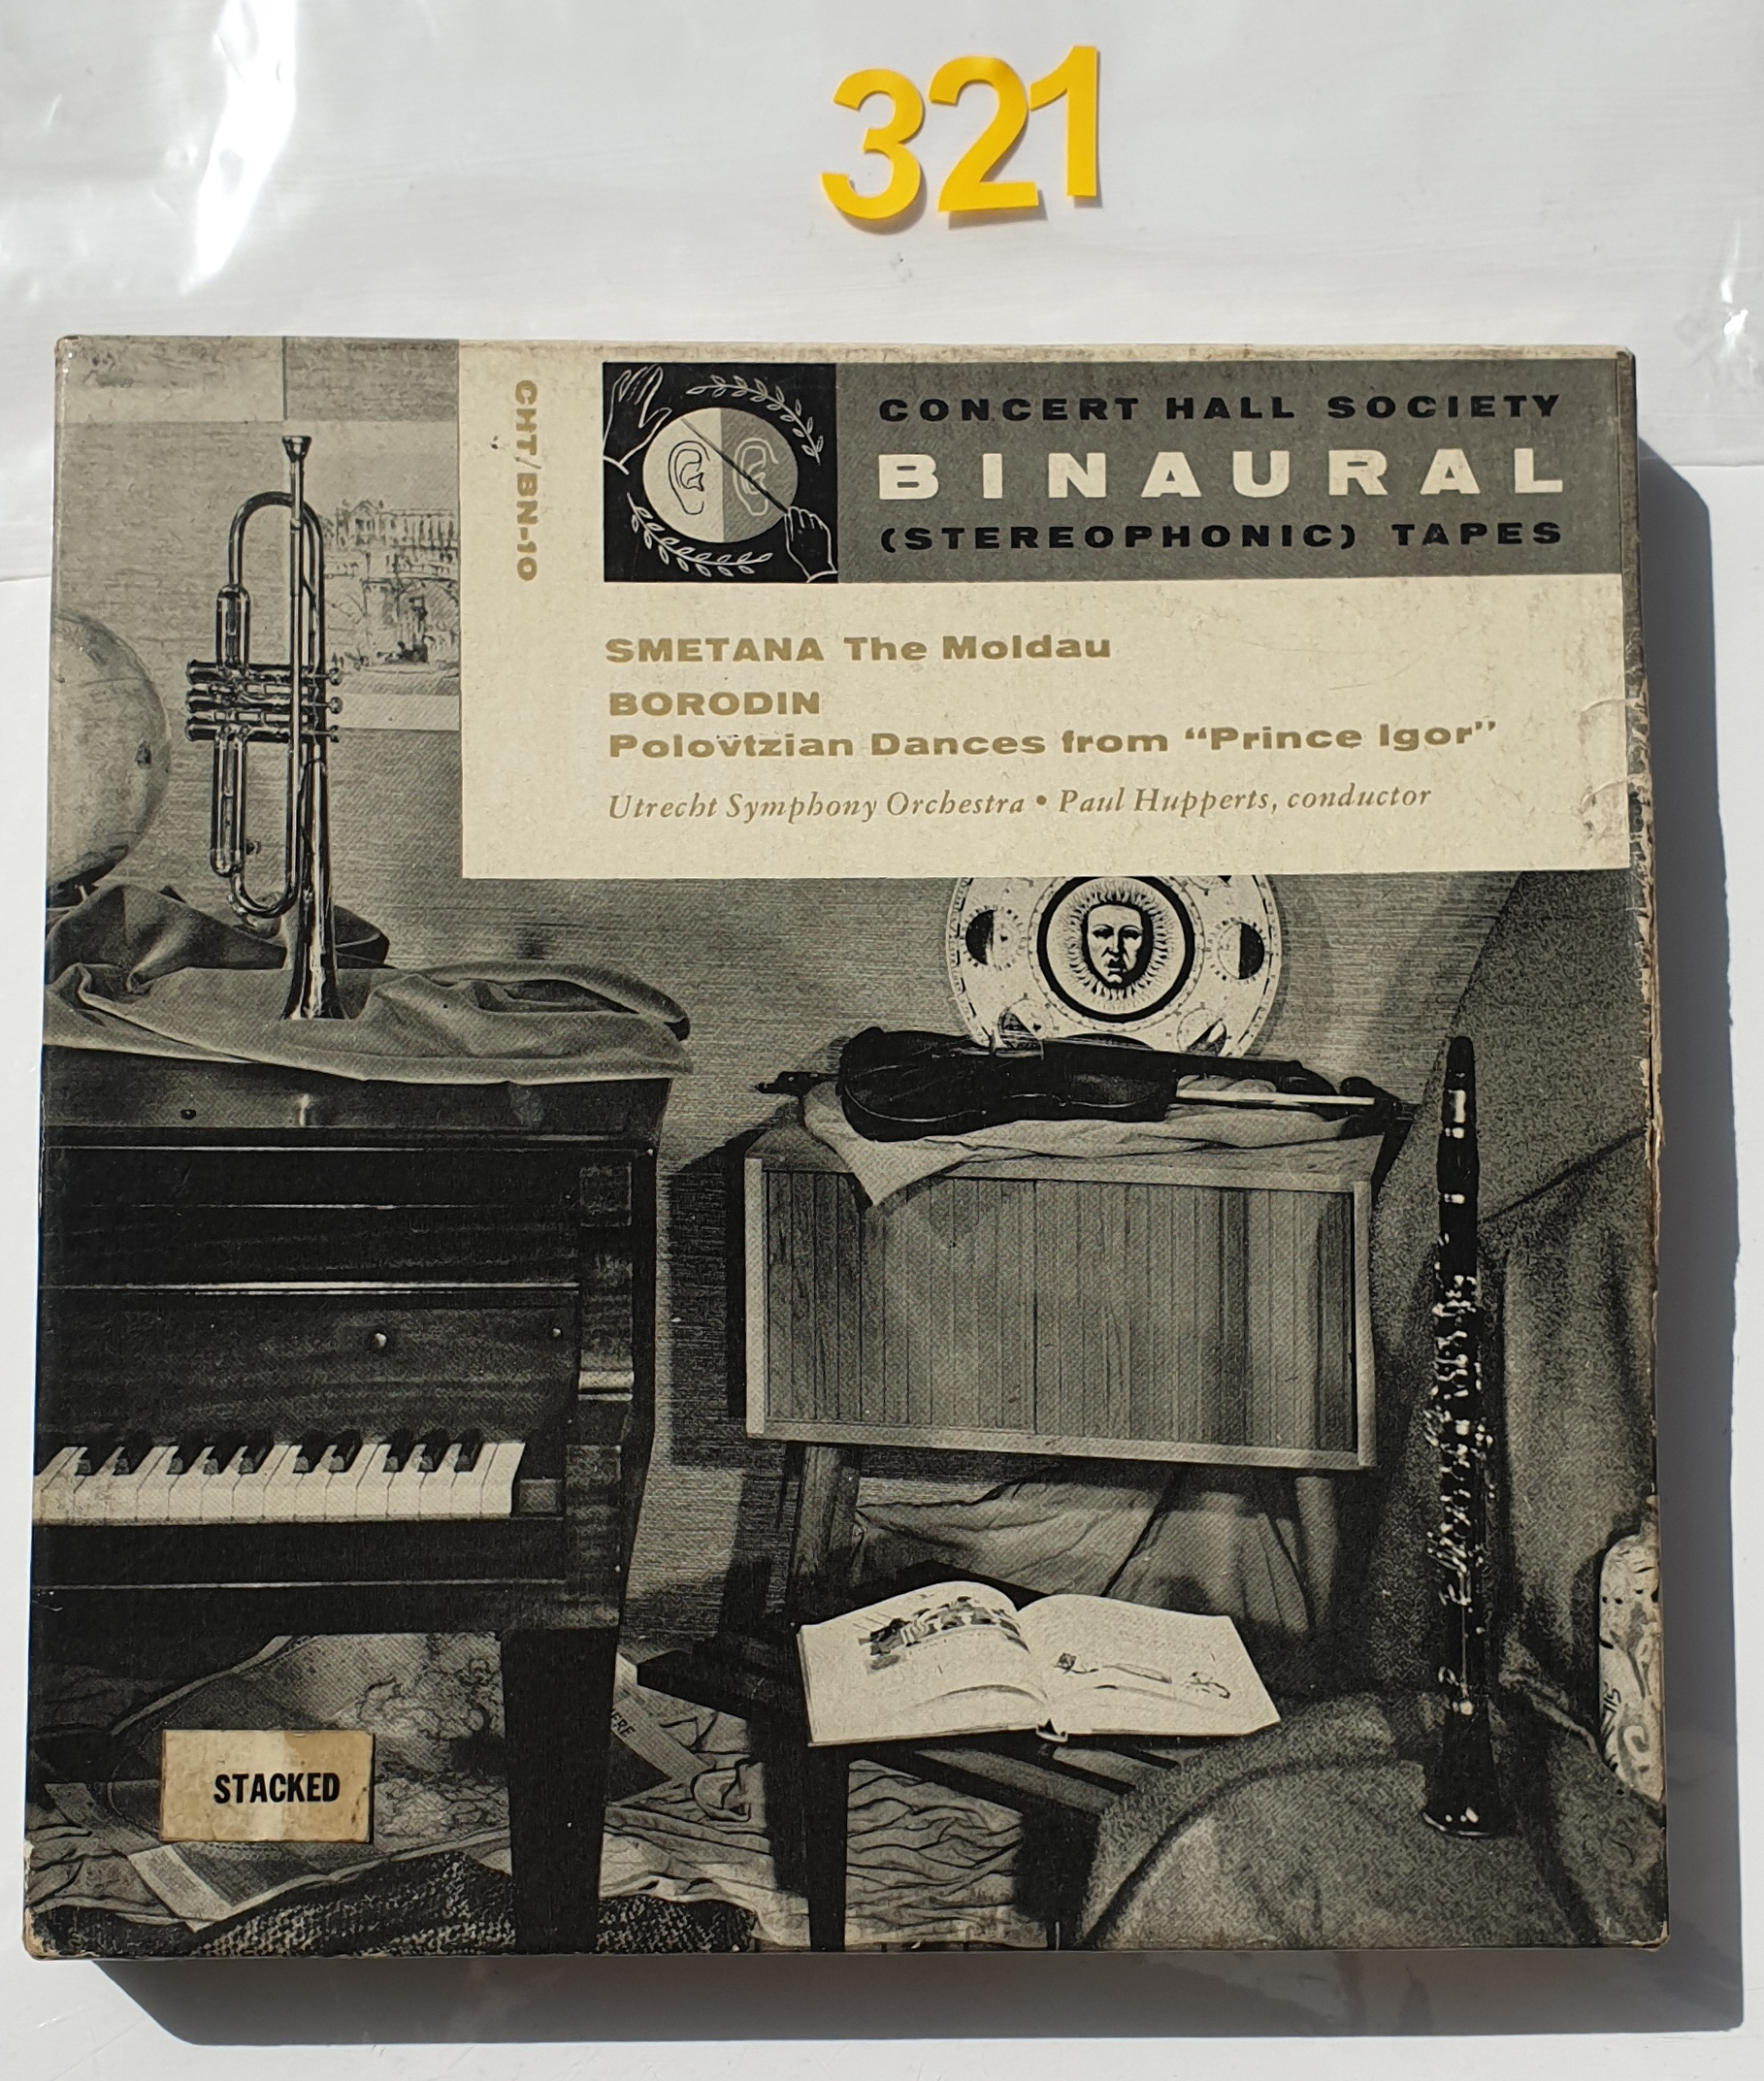 321
CHT/BN-10
CONCERT HALL SOCIETY
BINAURAL
(STEREOPHONIC) TAPES
SMETANA The Moldau
BORODIN
Polovtzian Dances from “Prince Igor”
Utrecht Symphony Orchestra • Paul Hupperts, conductor
STACKED